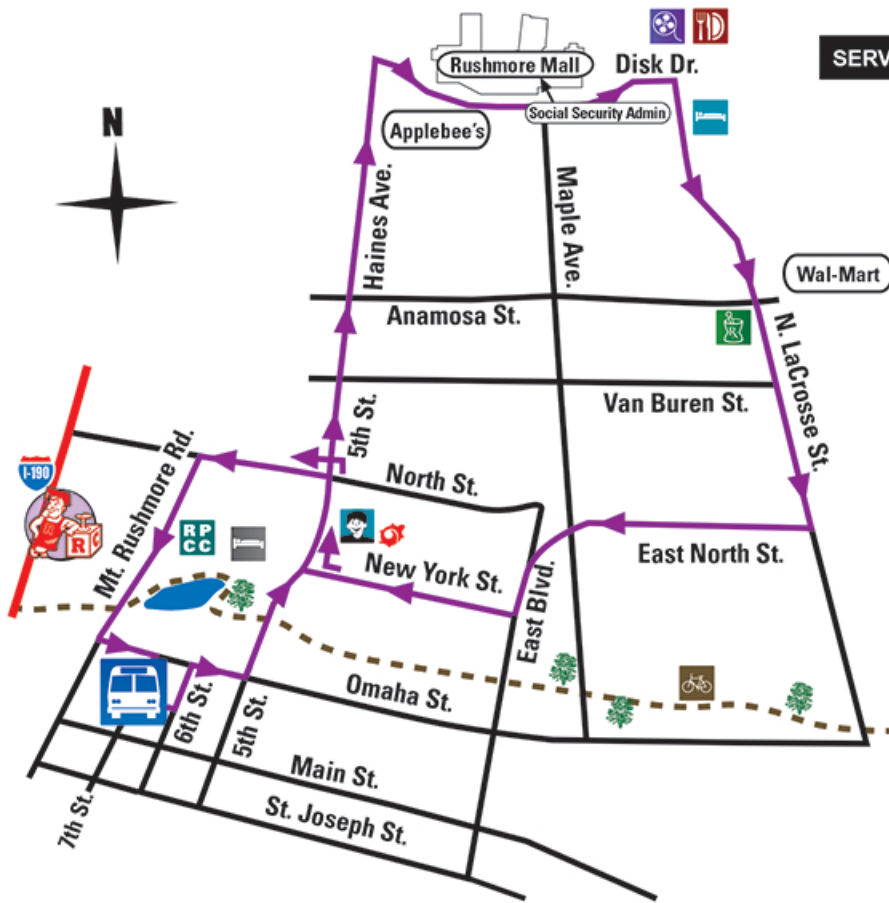 SERV
Rushmore Mall
Disk Dr.
Social Security Admin
Applebee's
N
Haines Ave.
Maple Ave.
Wal-Mart
Anamosa St.
R
N. LaCrosse St.
Van Buren St.
5th St.
Mt. Rushmore Rd.
North St.
I-190
R
RP
CC
New York St.
East North St.
East Blvd.
Omaha St.
6th St.
5th St.
Main St.
St. Joseph St.
7th St.